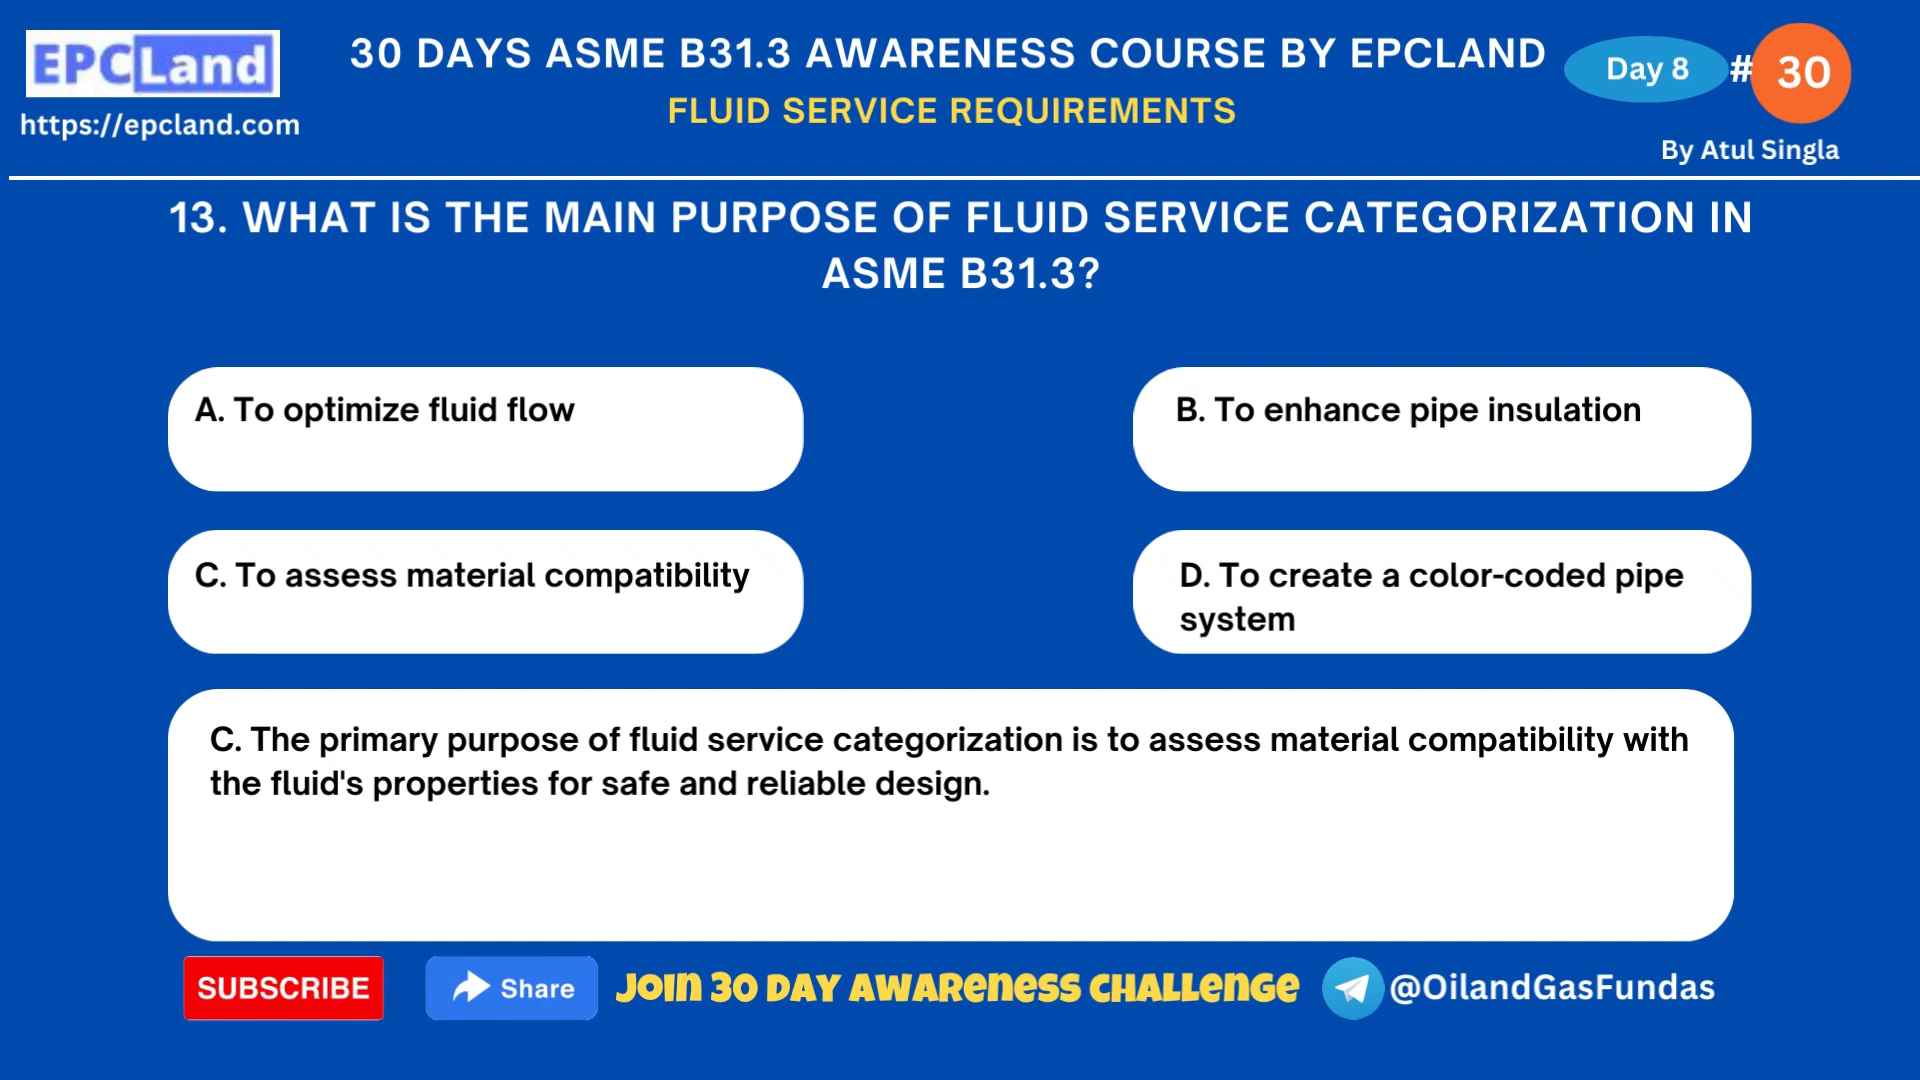 EPCLand
https://epcland.com
30 DAYS ASME B31.3 AWARENESS COURSE BY EPCLAND
FLUID SERVICE REQUIREMENTS
Day 8
#
30
By Atul Singla
13. WHAT IS THE MAIN PURPOSE OF FLUID SERVICE CATEGORIZATION IN
ASME B31.3?
A. To optimize fluid flow
B. To enhance pipe insulation
C. To assess material compatibility
D. To create a color-coded pipe
system
C. The primary purpose of fluid service categorization is to assess material compatibility with
the fluid's properties for safe and reliable design.
SUBSCRIBE
Share
Join 30 Day Awareness Challenge
@OilandGasFundas